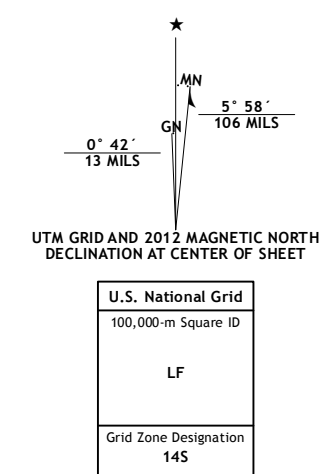 ★
MN
5° 58´
106 MILS
GN
0° 42´
13 MILS
UTM GRID AND 2012 MAGNETIC NORTH
DECLINATION AT CENTER OF SHEET
U.S. National Grid
100,000-m Square ID
LF
Grid Zone Designation
14S